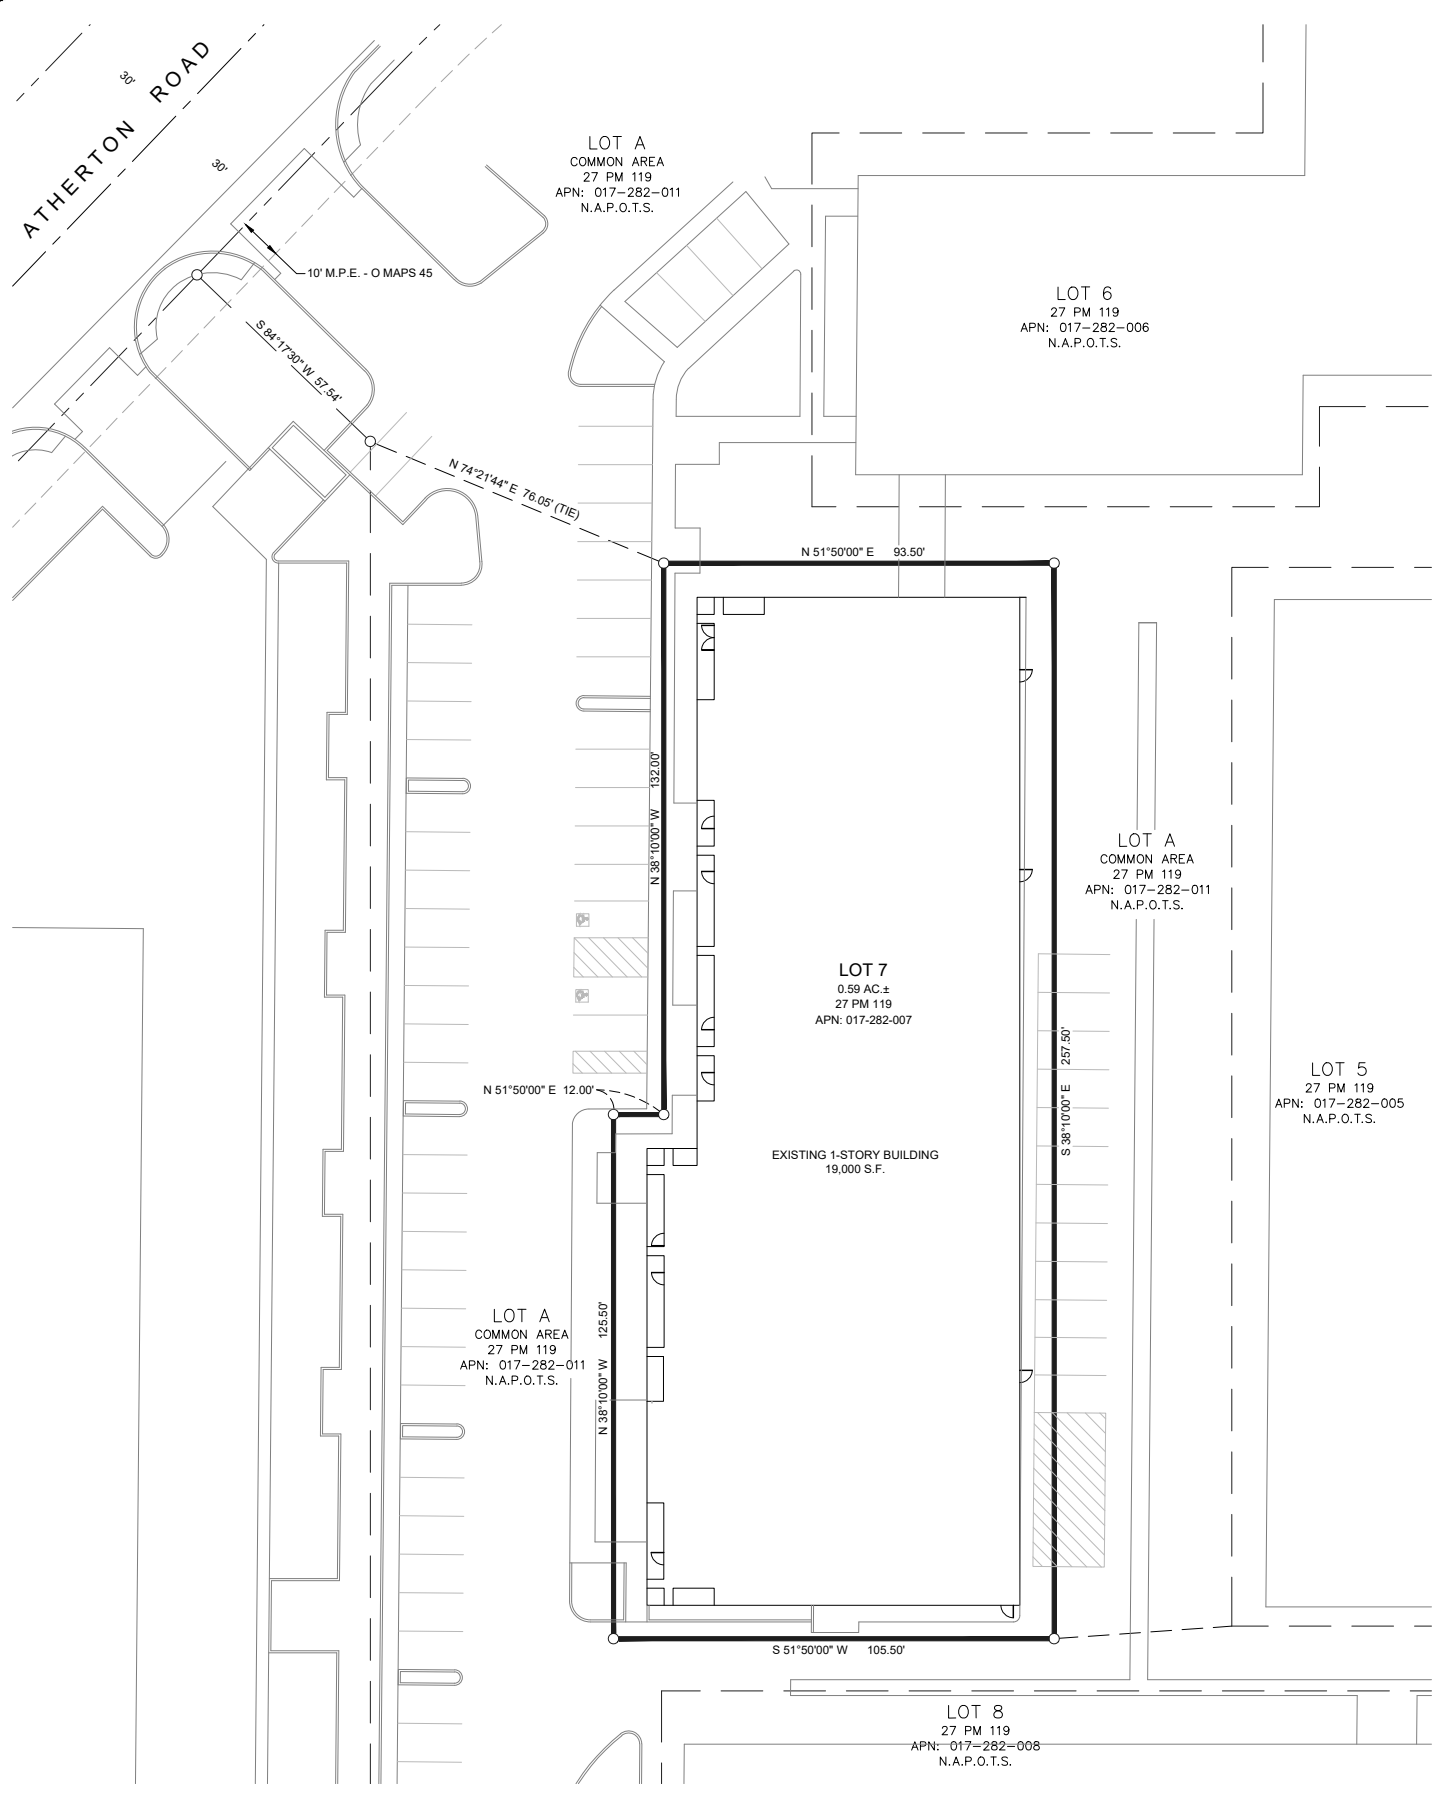 ATHERTON ROAD
30'
30'
LOT A
COMMON AREA
27 PM 119
APN: 017-282-011
N.A.P.O.T.S.
10' M.P.E. - O MAPS 45
S 84°17'30" W 57.54'
N 74°21'44" E 76.05' (TIE)
LOT 6
27 PM 119
APN: 017-282-006
N.A.P.O.T.S.
N 51°50'00" E 93.50'
N 38°10'00" W 132.00'
LOT A
COMMON AREA
27 PM 119
APN: 017-282-011
N.A.P.O.T.S.
LOT 7
0.59 AC.±
27 PM 119
APN: 017-282-007
S 38°10'00" E 257.50'
LOT 5
27 PM 119
APN: 017-282-005
N.A.P.O.T.S.
N 51°50'00" E 12.00'
EXISTING 1-STORY BUILDING
19,000 S.F.
LOT A
COMMON AREA
27 PM 119
APN: 017-282-011
N.A.P.O.T.S.
N 38°10'00" W 125.50'
S 51°50'00" W 105.50'
LOT 8
27 PM 119
APN: 017-282-008
N.A.P.O.T.S.